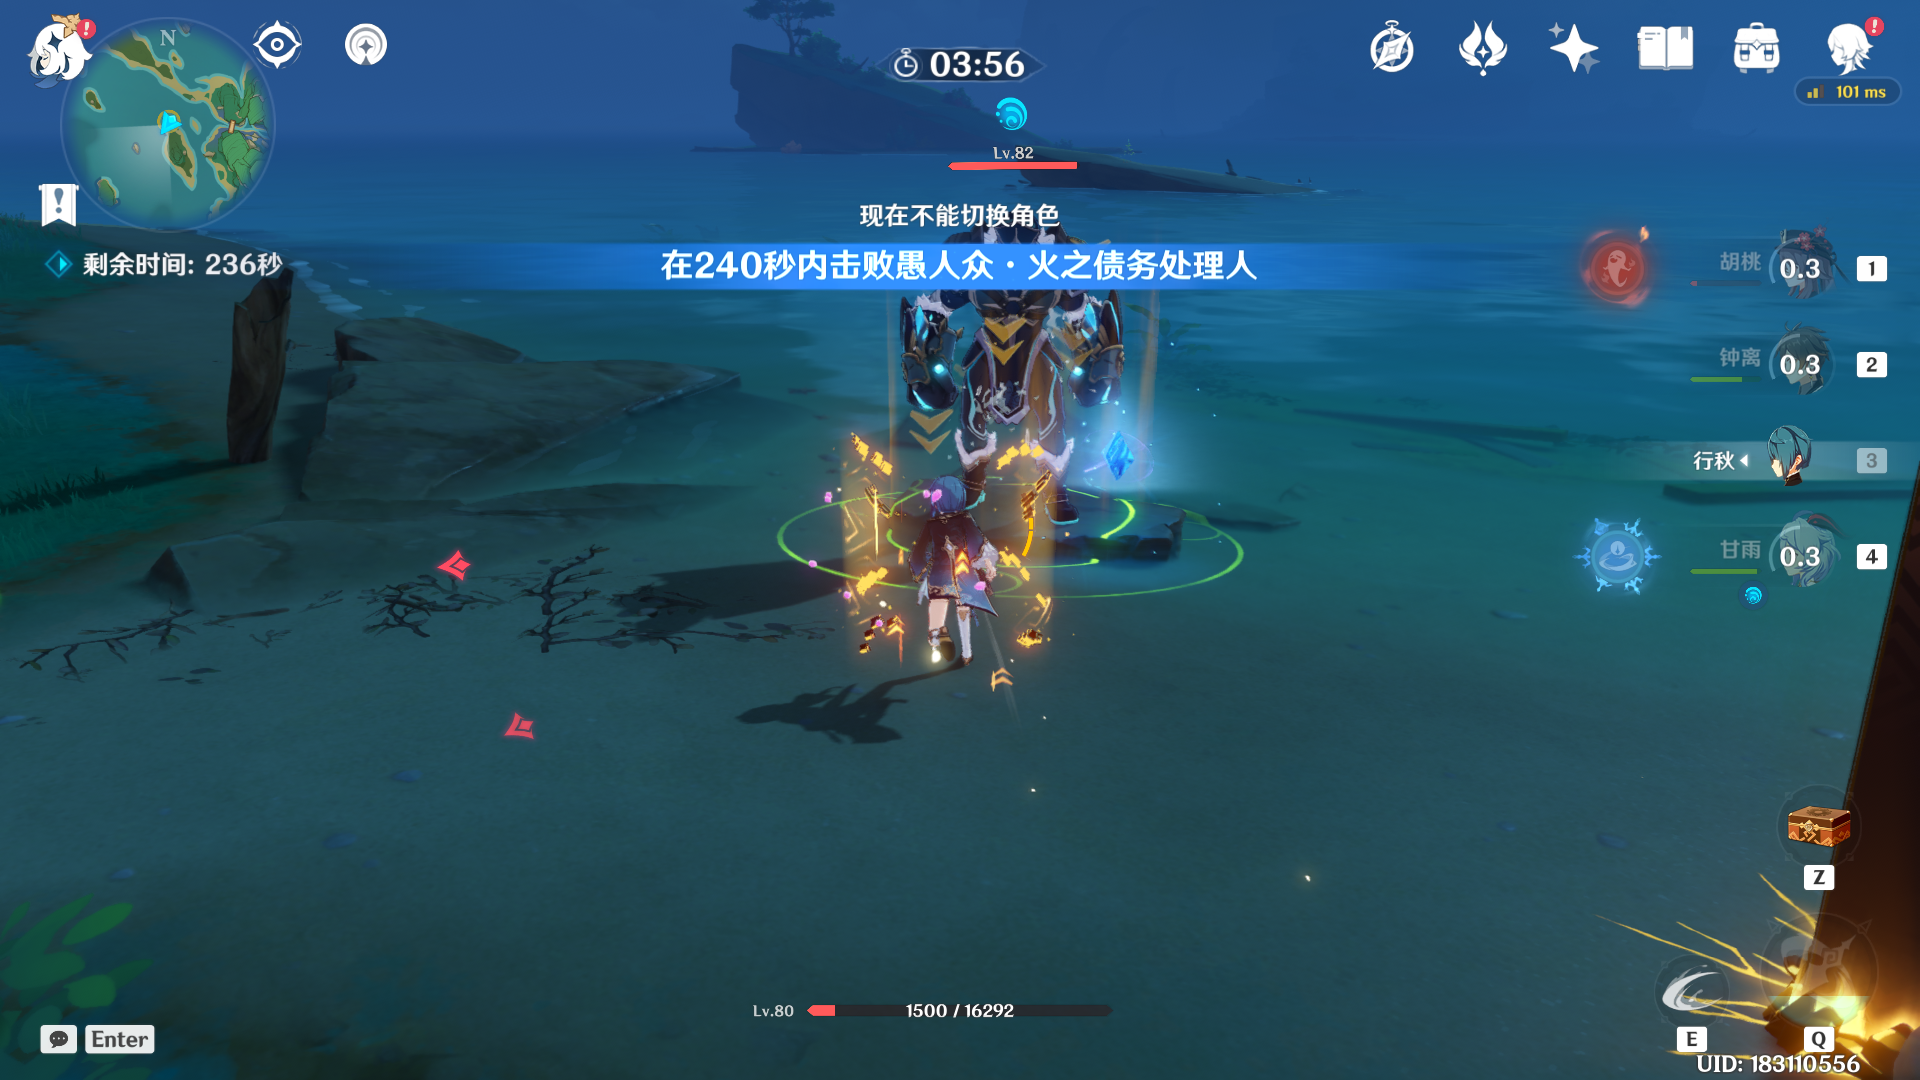 N
03:56
101 ms
Lv.82
现在不能切换角色
在240秒内击败愚人众·火之债务处理人
剩余时间: 236秒
胡桃
0.3
1
钟离
0.3
2
行秋
3
甘雨
0.3
4
Z
Lv.80
1500 / 16292
Enter
E
Q
UID: 183110556